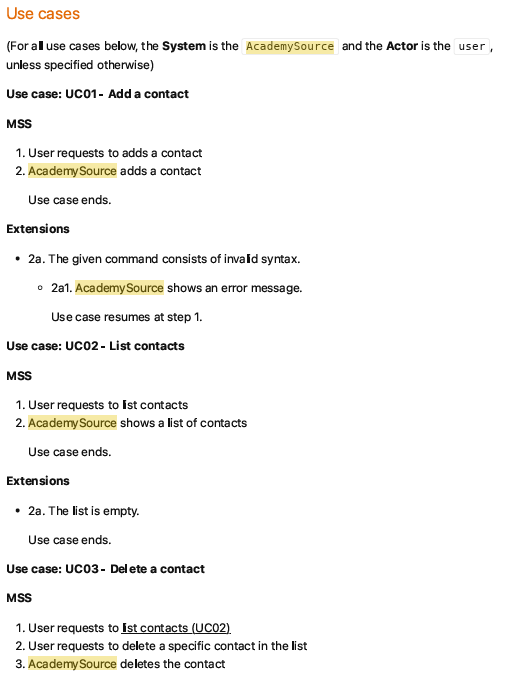 Use cases
(For all use cases below, the System is the AcademySource and the Actor is the user,
unless specified otherwise)
Use case: UC01 - Add a contact
MSS
1. User requests to adds a contact
2. AcademySource adds a contact
Use case ends.
Extensions
• 2a. The given command consists of invalid syntax.
◦ 2a1. AcademySource shows an error message.
Use case resumes at step 1.
Use case: UC02 - List contacts
MSS
1. User requests to list contacts
2. AcademySource shows a list of contacts
Use case ends.
Extensions
• 2a. The list is empty.
Use case ends.
Use case: UC03 - Delete a contact
MSS
1. User requests to list contacts (UC02)
2. User requests to delete a specific contact in the list
3. AcademySource deletes the contact